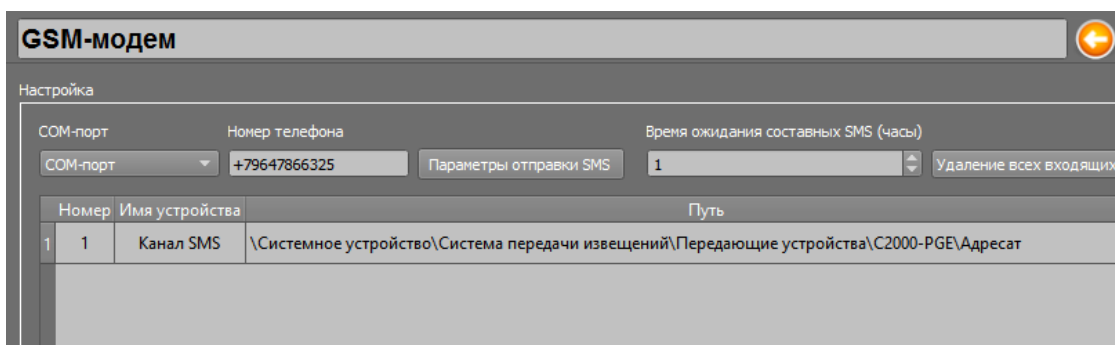 GSM-модем
Настройка
COM-порт Номер телефона Время ожидания составных SMS (часы)
COM-порт +79647866325 Параметры отправки SMS 1 Удаление всех входящих
Номер Имя устройства Путь
1 1 Канал SMS \Системное устройство\Система передачи извещений\Передающие устройства\С2000-PGE\Адресат